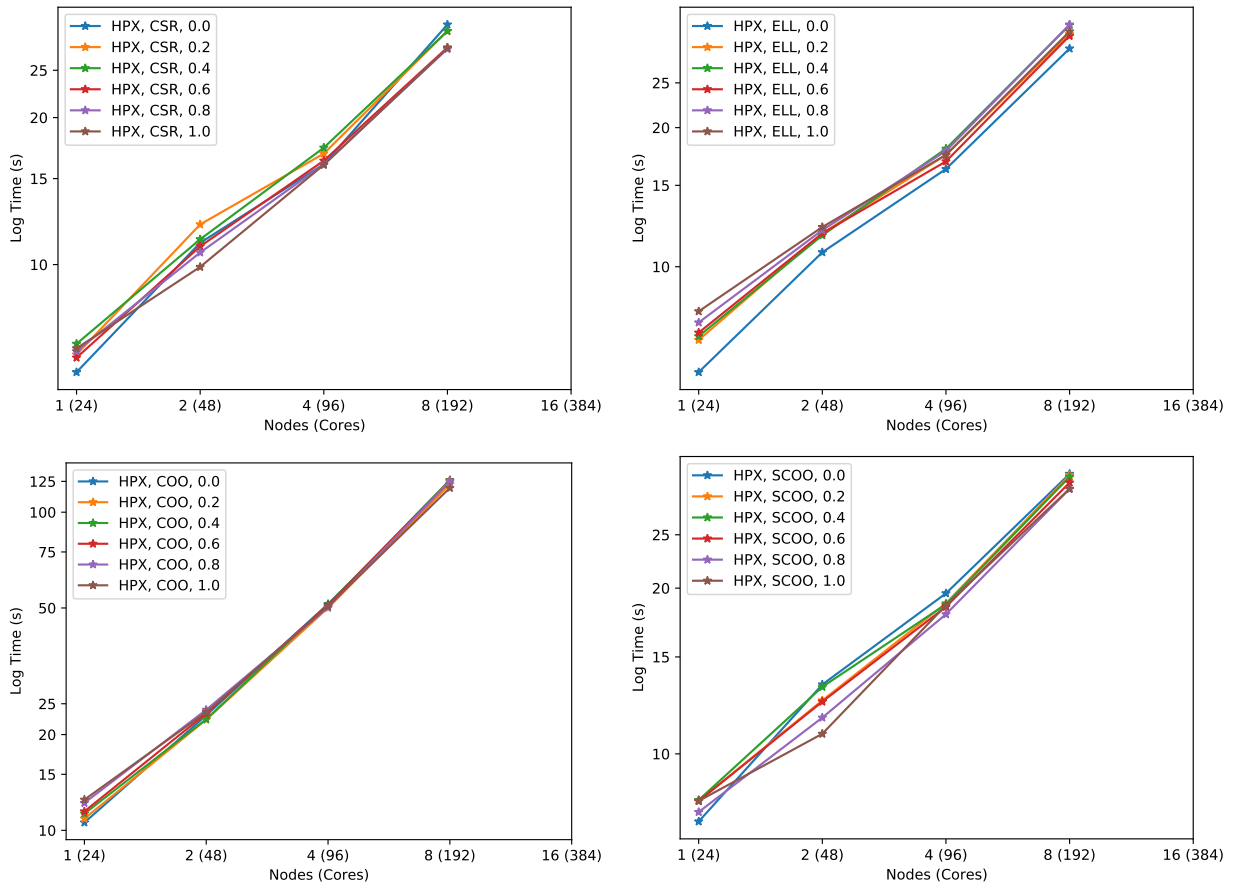 HPX, CSR, 0.0
HPX, CSR, 0.2
HPX, CSR, 0.4
HPX, CSR, 0.6
HPX, CSR, 0.8
HPX, CSR, 1.0
25
20
15
10
Log Time (s)
1 (24) 2 (48) 4 (96) 8 (192) 16 (384)
Nodes (Cores)
HPX, ELL, 0.0
HPX, ELL, 0.2
HPX, ELL, 0.4
HPX, ELL, 0.6
HPX, ELL, 0.8
HPX, ELL, 1.0
25
20
15
10
Log Time (s)
1 (24) 2 (48) 4 (96) 8 (192) 16 (384)
Nodes (Cores)
HPX, COO, 0.0
HPX, COO, 0.2
HPX, COO, 0.4
HPX, COO, 0.6
HPX, COO, 0.8
HPX, COO, 1.0
125
100
75
50
25
20
15
10
Log Time (s)
1 (24) 2 (48) 4 (96) 8 (192) 16 (384)
Nodes (Cores)
HPX, SCOO, 0.0
HPX, SCOO, 0.2
HPX, SCOO, 0.4
HPX, SCOO, 0.6
HPX, SCOO, 0.8
HPX, SCOO, 1.0
25
20
15
10
Log Time (s)
1 (24) 2 (48) 4 (96) 8 (192) 16 (384)
Nodes (Cores)